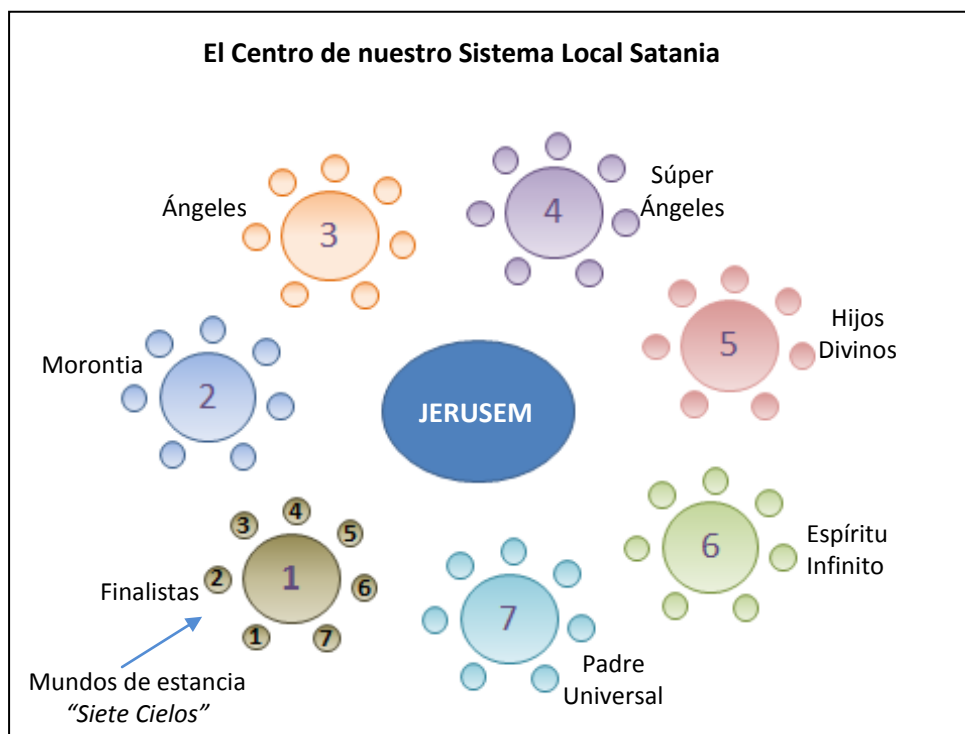 El Centro de nuestro Sistema Local Satania
Ángeles
3
4
Súper
Ángeles
5
Hijos
Divinos
Morontia
2
JERUSEM
6
Espíritu
Infinito
Finalistas
1
1
2
3
4
5
6
7
7
Padre
Universal
Mundos de estancia
“Siete Cielos”